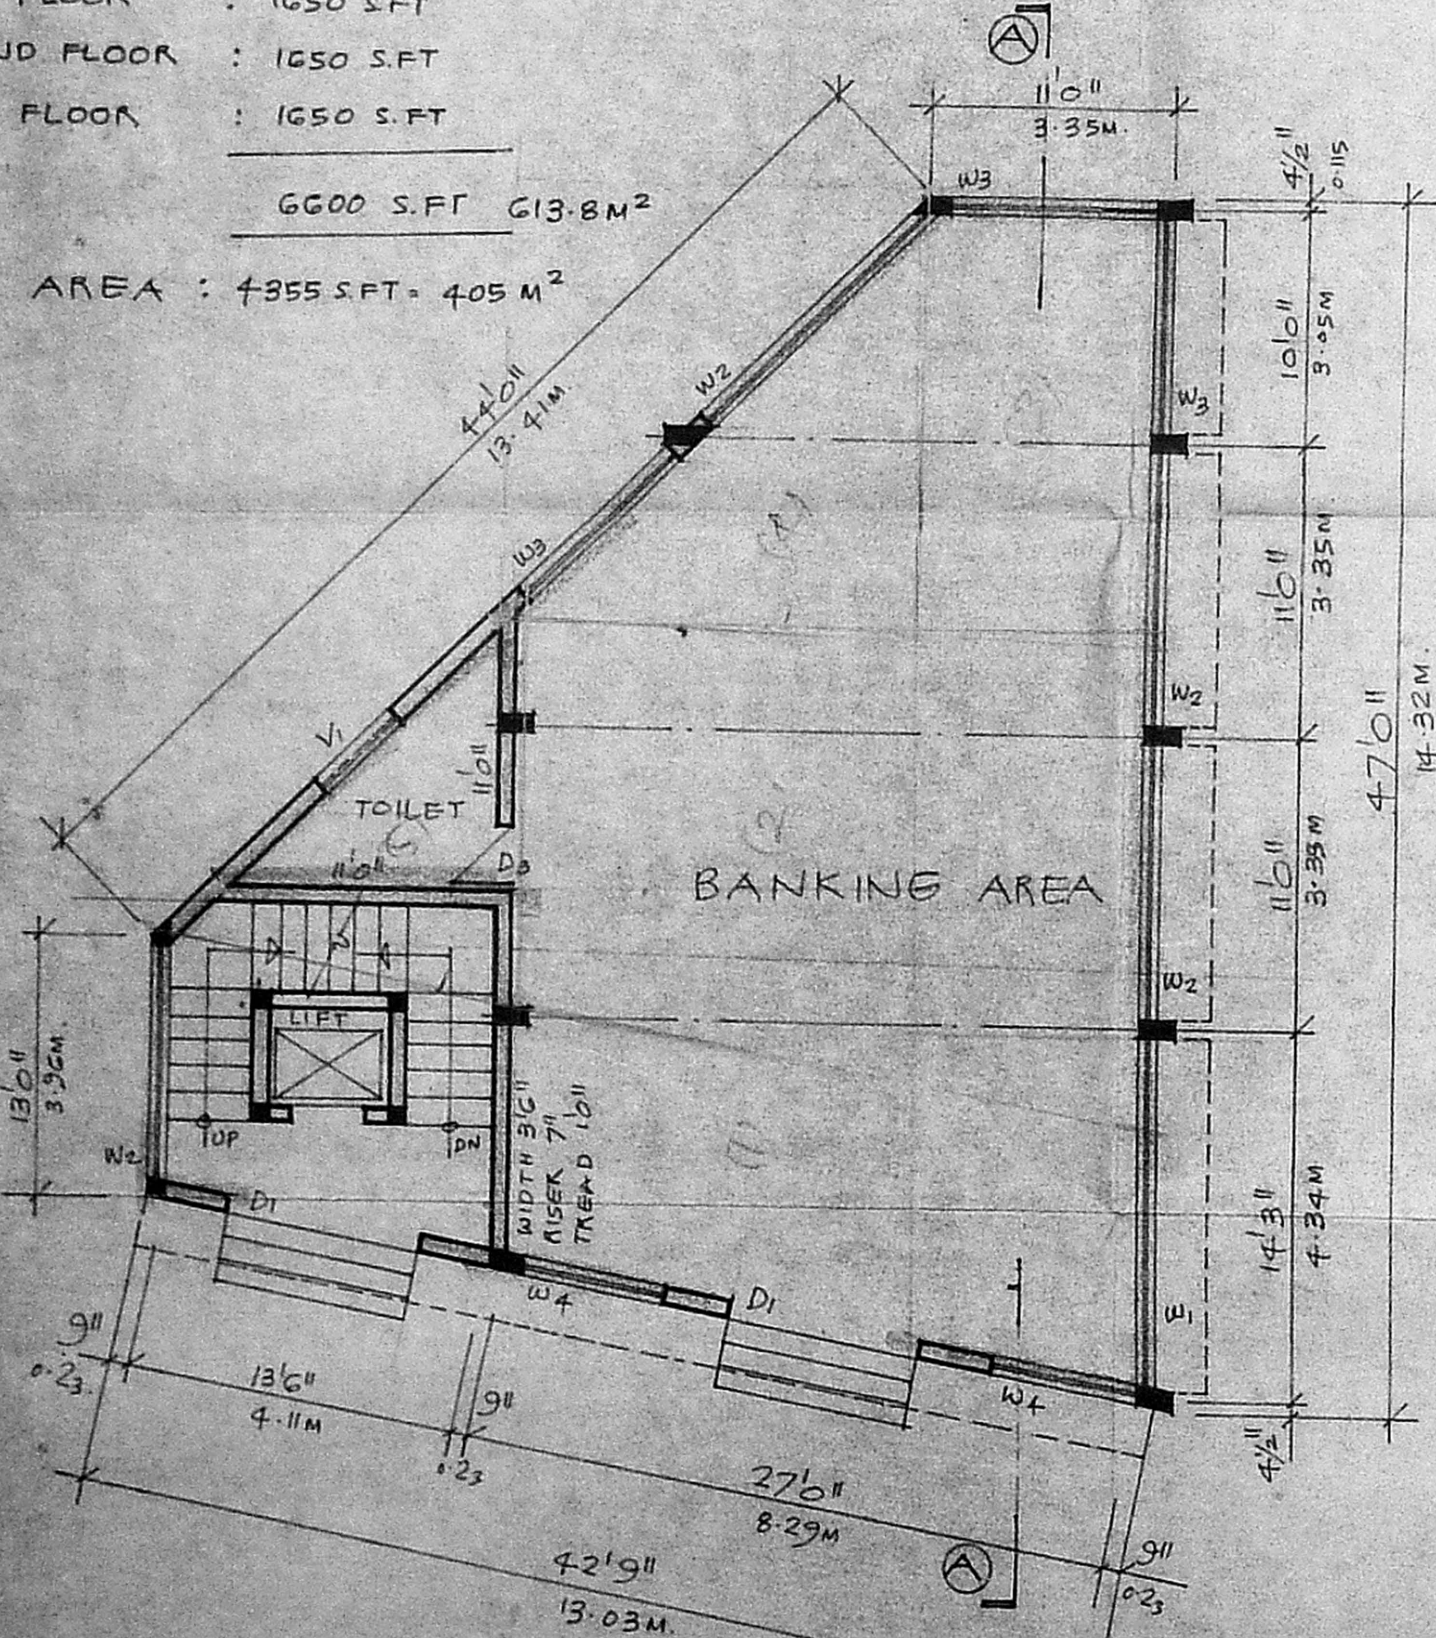 FLOOR : 1650 S.FT
ND FLOOR : 1650 S.FT
FLOOR : 1650 S.FT
6600 S.FT 613.8M²
AREA : 4355 S.FT = 405 M²
A
11'0"
3.35M.
4½"
0.115
W3
10'0"
3.05M
W3
W2
44'0"
13.41M.
W3
11'0"
3.35M
W2
47'0"
14.32M.
V1
11'0"
TOILET
11'0"
D3
BANKING AREA
11'0"
3.35M
W2
LIFT
13'0"
3.96M.
UP
DN
W2
D1
WIDTH 3'6"
RISER 7"
TREAD 1'0"
14'3"
4.34M
W1
W4
D1
W4
9"
0.23.
13'6"
4.11M
9"
0.23
27'0"
8.29M
4½"
9"
0.23
A
42'9"
13.03M.